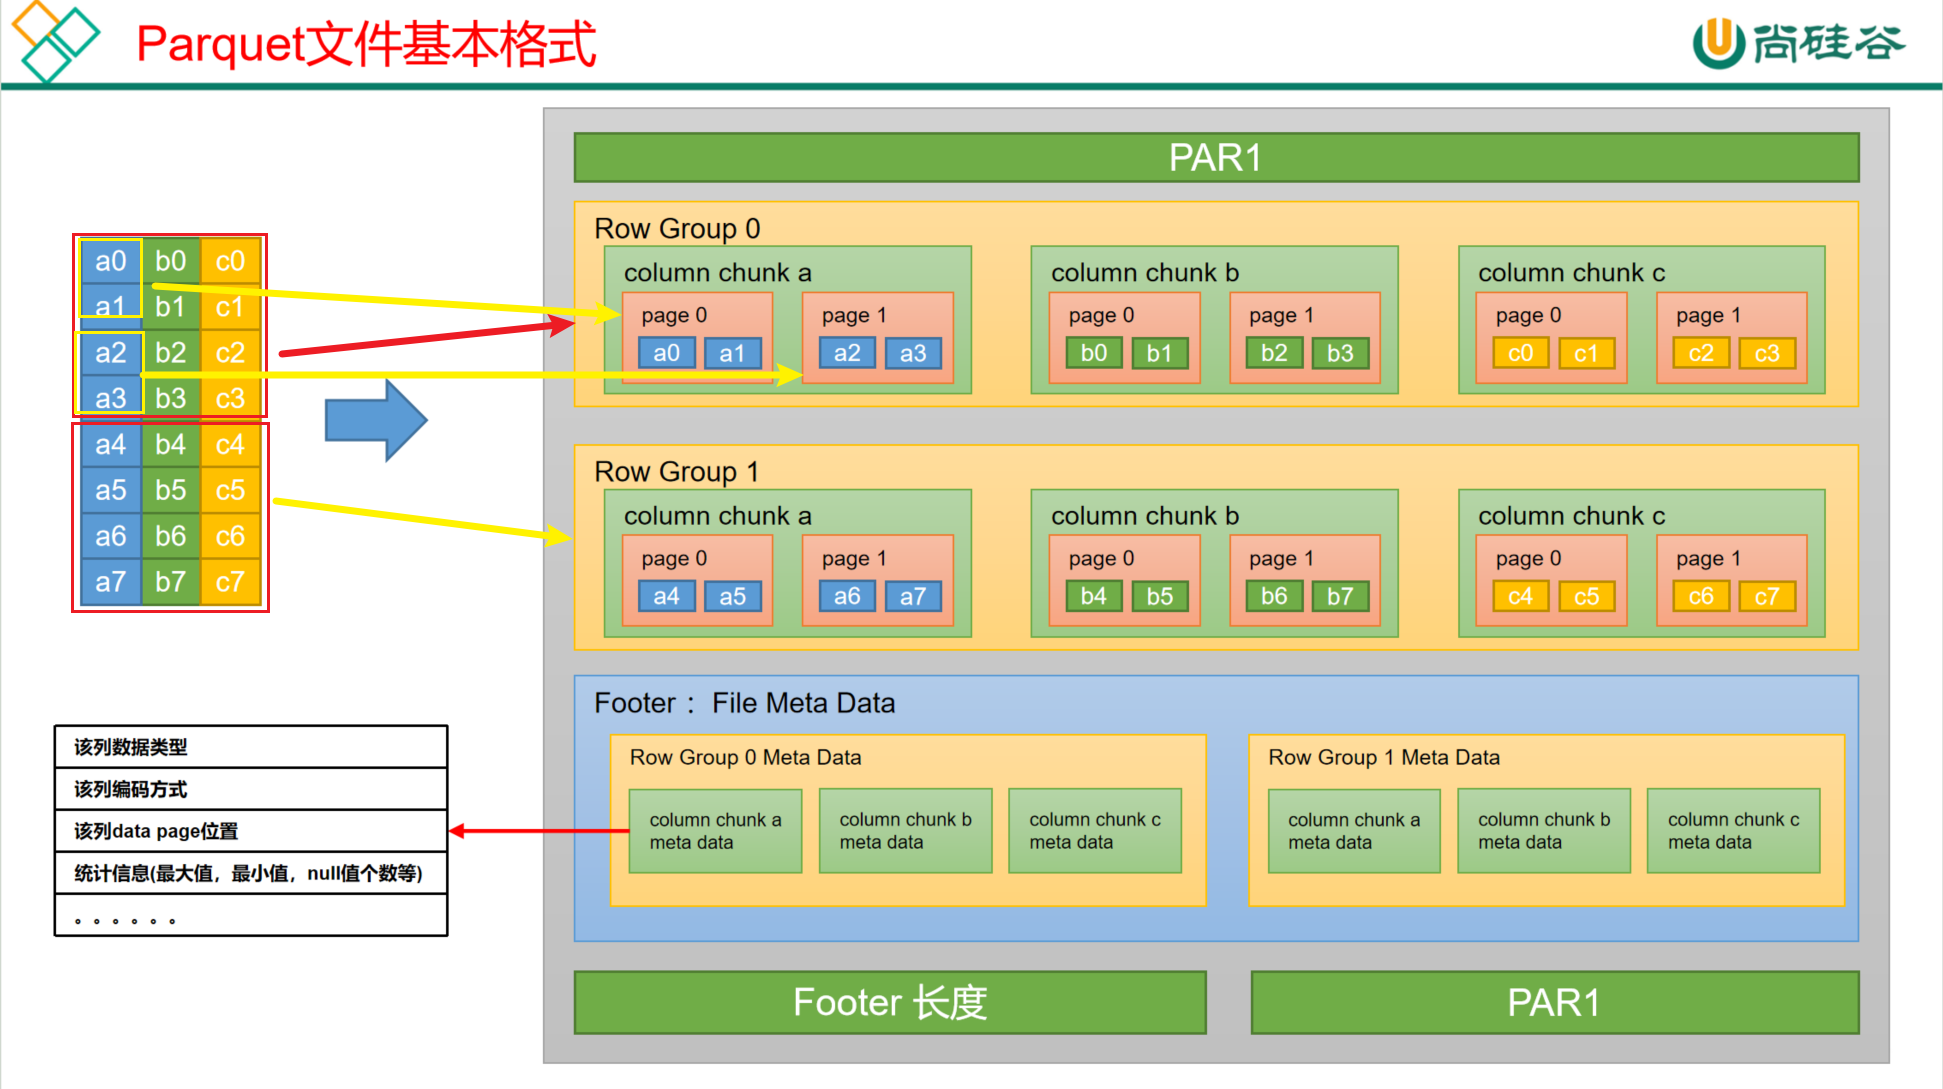 Parquet文件基本格式
尚硅谷
a0 b0 c0
a1 b1 c1
a2 b2 c2
a3 b3 c3
a4 b4 c4
a5 b5 c5
a6 b6 c6
a7 b7 c7
PAR1
Row Group 0
column chunk a
page 0
a0 a1
page 1
a2 a3
column chunk b
page 0
b0 b1
page 1
b2 b3
column chunk c
page 0
c0 c1
page 1
c2 c3
Row Group 1
column chunk a
page 0
a4 a5
page 1
a6 a7
column chunk b
page 0
b4 b5
page 1
b6 b7
column chunk c
page 0
c4 c5
page 1
c6 c7
Footer： File Meta Data
Row Group 0 Meta Data
column chunk a
meta data
column chunk b
meta data
column chunk c
meta data
Row Group 1 Meta Data
column chunk a
meta data
column chunk b
meta data
column chunk c
meta data
该列数据类型
该列编码方式
该列data page位置
统计信息(最大值，最小值，null值个数等)
。。。。。。
Footer 长度
PAR1